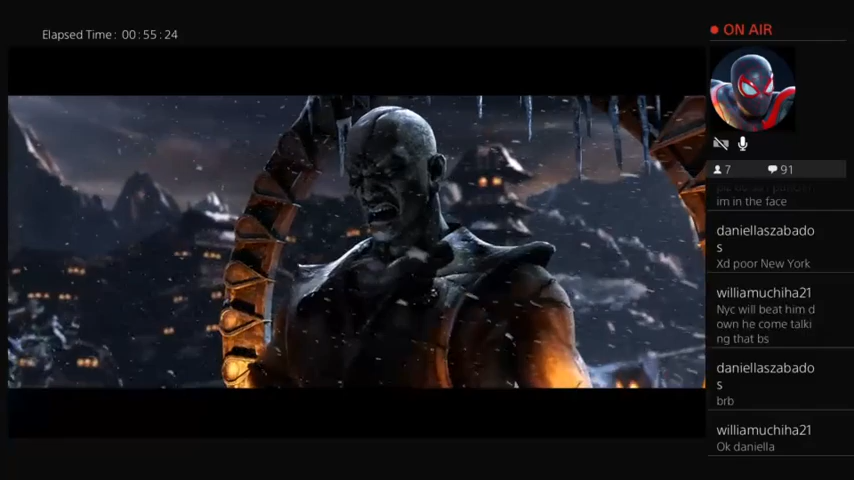 Elapsed Time: 00:55:24
ON AIR
7
91
im in the face
daniellaszabado
s
Xd poor New York
williamuchiha21
Nyc will beat him d
own he come talki
ng that bs
daniellaszabado
s
brb
williamuchiha21
Ok daniella